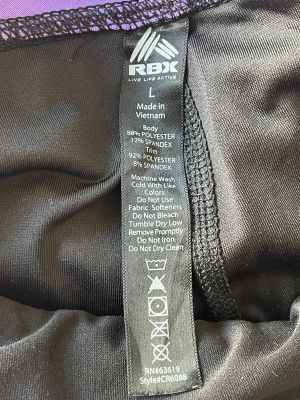 RBX
LIVE LIFE ACTIVE
L
Made in
Vietnam
Body
88% POLYESTER
12% SPANDEX
Trim
92% POLYESTER
8% SPANDEX
Machine Wash
Cold With Like
Colors
Do Not Use
Fabric Softeners
Do Not Bleach
Tumble Dry Low
Remove Promptly
Do Not Iron
Do Not Dry Clean
RN#63619
Style#CR608B